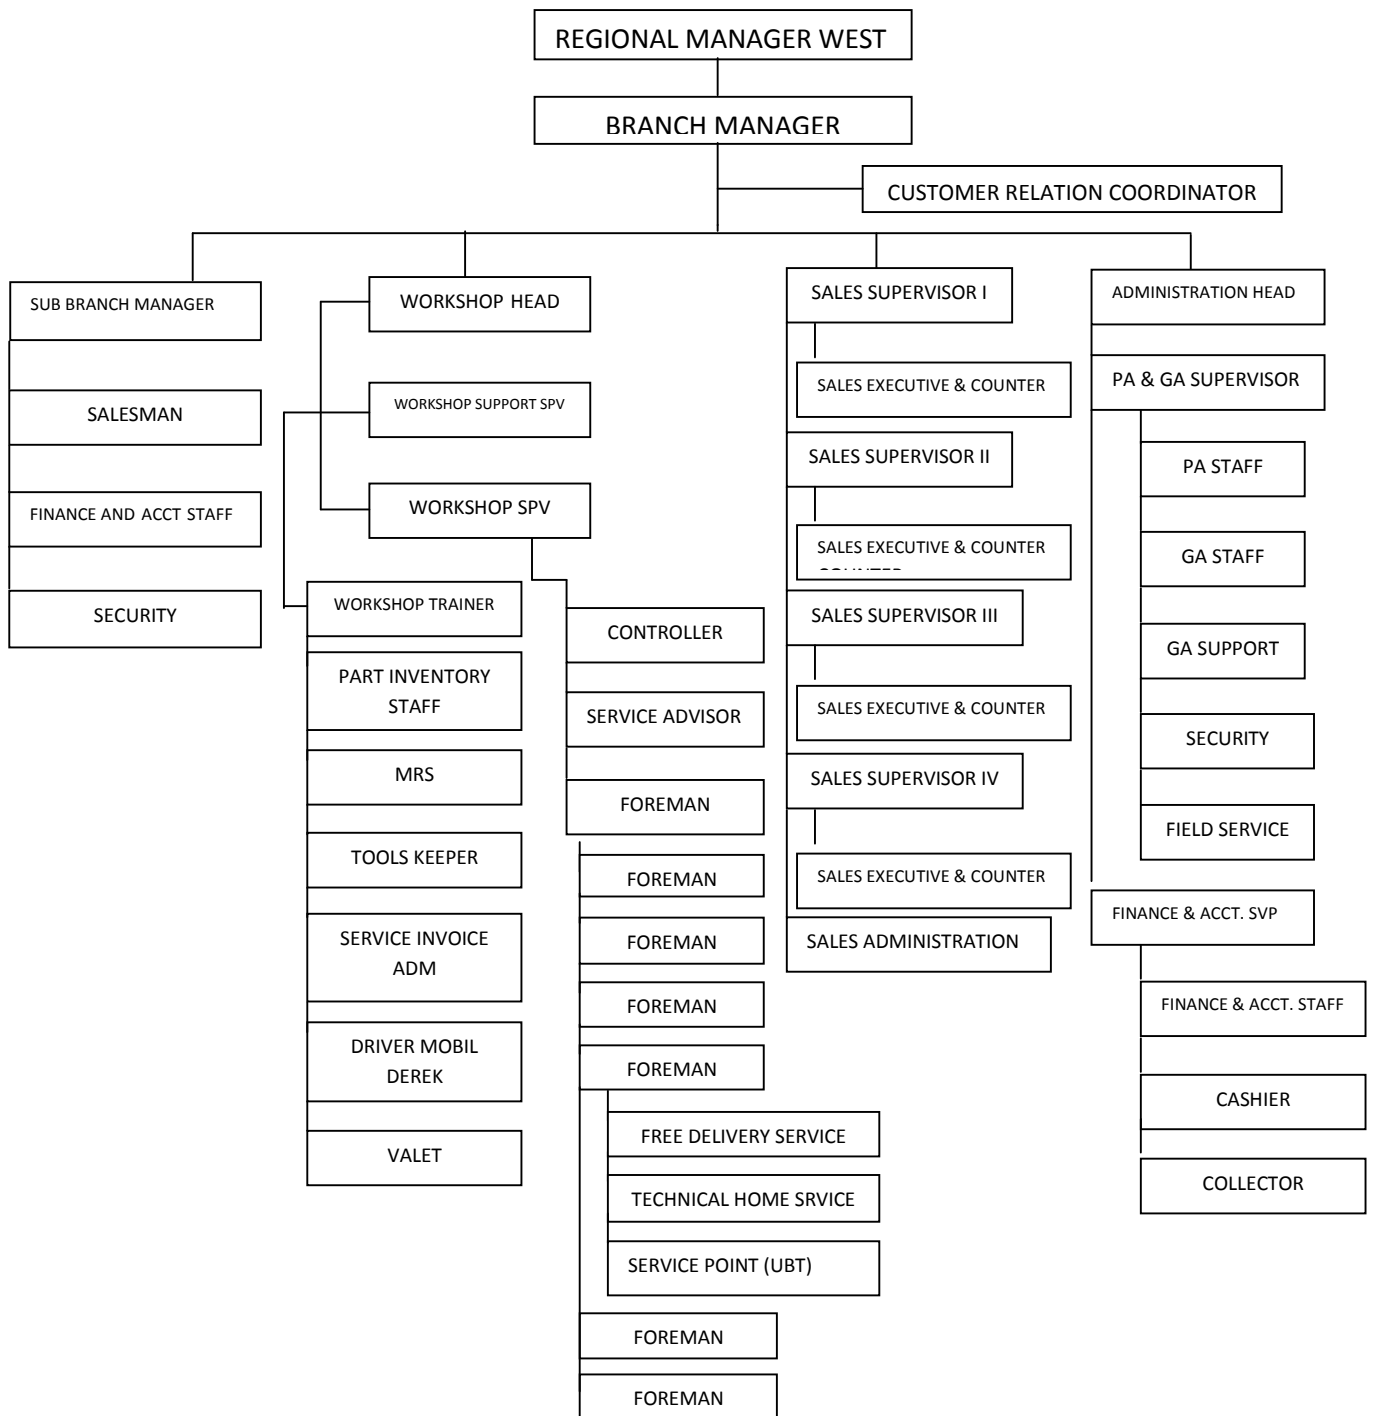 REGIONAL MANAGER WEST
BRANCH MANAGER
CUSTOMER RELATION COORDINATOR
SUB BRANCH MANAGER
SALESMAN
FINANCE AND ACCT STAFF
SECURITY
WORKSHOP HEAD
WORKSHOP SUPPORT SPV
WORKSHOP SPV
WORKSHOP TRAINER
PART INVENTORY
STAFF
MRS
TOOLS KEEPER
SERVICE INVOICE
ADM
DRIVER MOBIL
DEREK
VALET
CONTROLLER
SERVICE ADVISOR
FOREMAN
FOREMAN
FOREMAN
FOREMAN
FOREMAN
FREE DELIVERY SERVICE
TECHNICAL HOME SRVICE
SERVICE POINT (UBT)
FOREMAN
FOREMAN
SALES SUPERVISOR I
SALES EXECUTIVE & COUNTER
SALES SUPERVISOR II
SALES EXECUTIVE & COUNTER
SALES SUPERVISOR III
SALES EXECUTIVE & COUNTER
SALES SUPERVISOR IV
SALES EXECUTIVE & COUNTER
SALES ADMINISTRATION
ADMINISTRATION HEAD
PA & GA SUPERVISOR
PA STAFF
GA STAFF
GA SUPPORT
SECURITY
FIELD SERVICE
FINANCE & ACCT. SVP
FINANCE & ACCT. STAFF
CASHIER
COLLECTOR